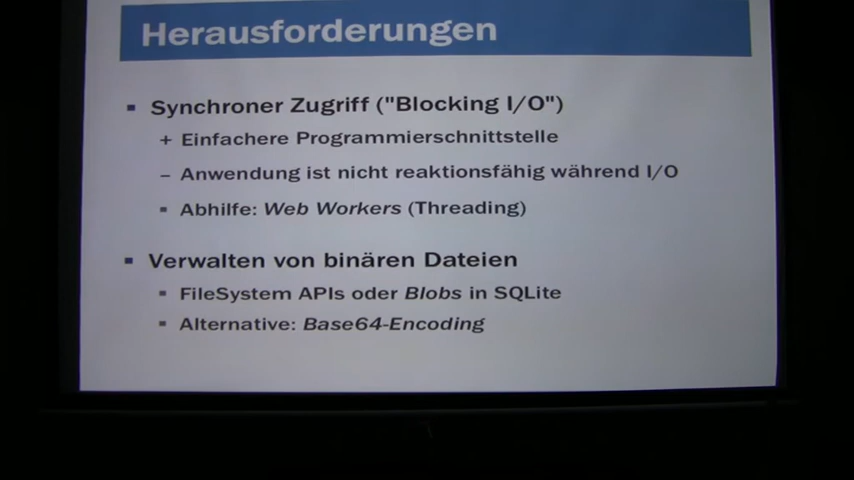 Herausforderungen
▪ Synchroner Zugriff ("Blocking I/O")
+ Einfachere Programmierschnittstelle
– Anwendung ist nicht reaktionsfähig während I/O
▪ Abhilfe: Web Workers (Threading)
▪ Verwalten von binären Dateien
▪ FileSystem APIs oder Blobs in SQLite
▪ Alternative: Base64-Encoding